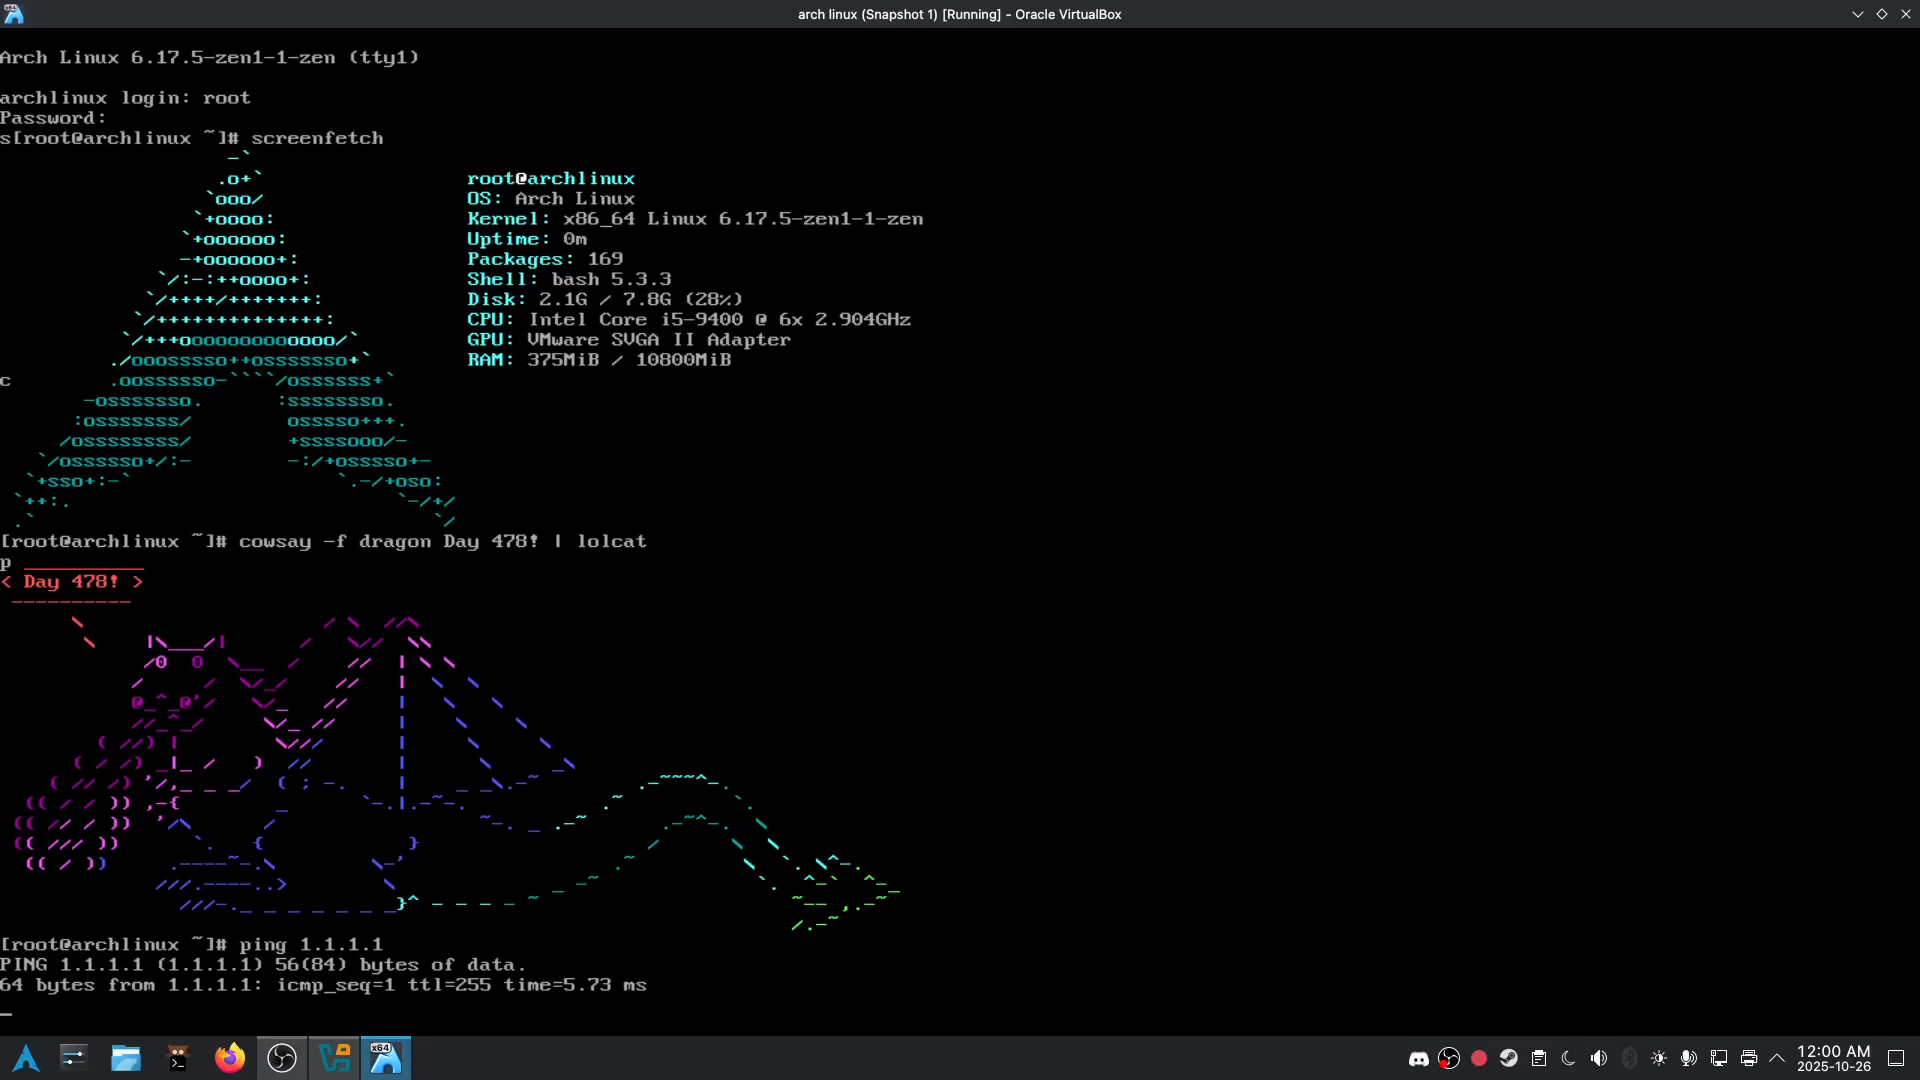 arch linux (Snapshot 1) [Running] - Oracle VirtualBox
Arch Linux 6.17.5-zen1-1-zen (tty1)
archlinux login: root
Password:
s[root@archlinux ~]# screenfetch
root@archlinux
OS: Arch Linux
Kernel: x86_64 Linux 6.17.5-zen1-1-zen
Uptime: 0m
Packages: 169
Shell: bash 5.3.3
Disk: 2.1G / 7.8G (28%)
CPU: Intel Core i5-9400 @ 6x 2.904GHz
GPU: VMware SVGA II Adapter
RAM: 375MiB / 10800MiB
c
[root@archlinux ~]# cowsay -f dragon Day 478! | lolcat
p
< Day 478! >
[root@archlinux ~]# ping 1.1.1.1
PING 1.1.1.1 (1.1.1.1) 56(84) bytes of data.
64 bytes from 1.1.1.1: icmp_seq=1 ttl=255 time=5.73 ms
x64
12:00 AM
2025-10-26